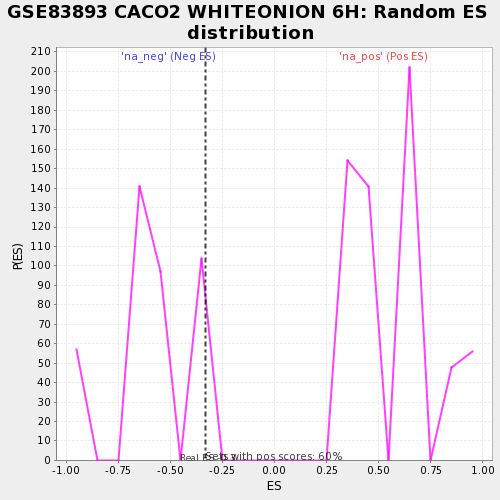 GSE83893 CACO2 WHITEONION 6H: Random ES
distribution
'na_neg' (Neg ES)
'na_pos' (Pos ES)
210
200
190
180
170
160
150
140
130
120
110
100
90
80
70
60
50
40
30
20
10
0
P(ES)
Sets with pos scores: 60%
-1.00 -0.75 -0.50 -0.25 0.00 0.25 0.50 0.75 1.00
ES